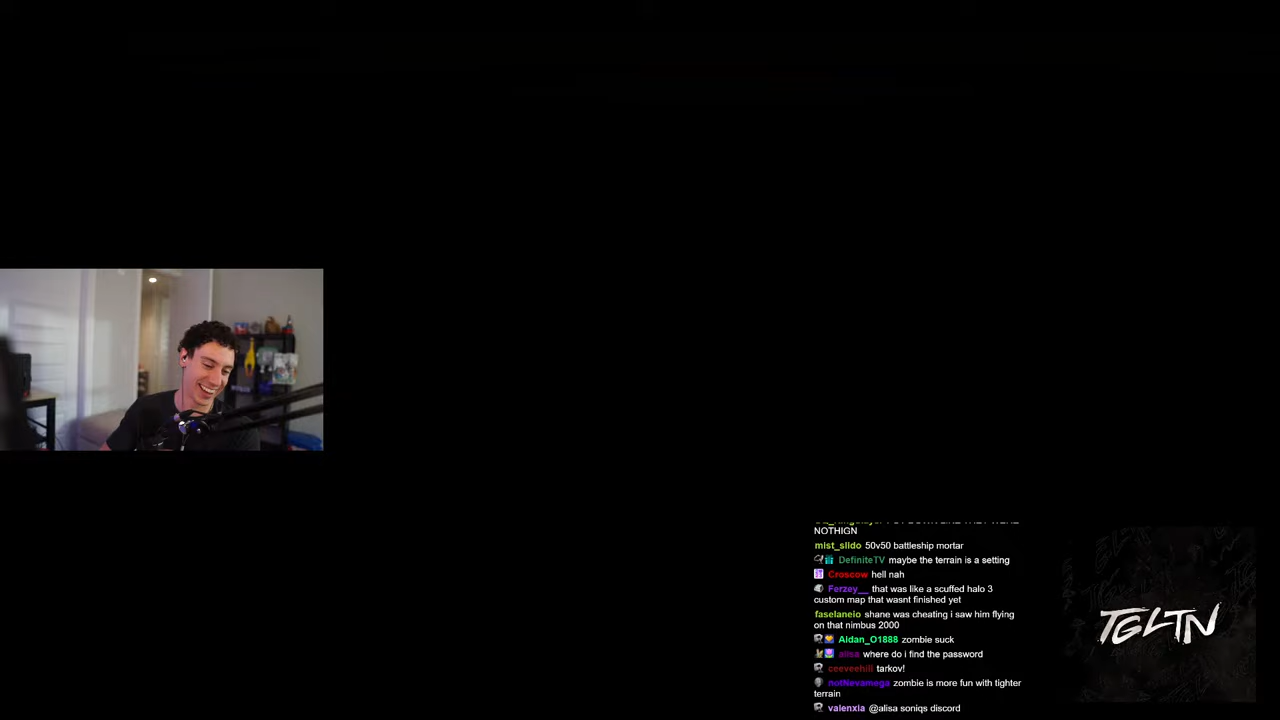 NOTHIGN
mist_slido 50v50 battleship mortar
DefiniteTV maybe the terrain is a setting
Croscow hell nah
Ferzey__ that was like a scuffed halo 3
custom map that wasnt finished yet
faselaneio shane was cheating i saw him flying
on that nimbus 2000
Aidan_O1888 zombie suck
alisa where do i find the password
ceeveehill tarkov!
notNevamega zombie is more fun with tighter
terrain
valenxia @alisa soniqs discord
TGLTN